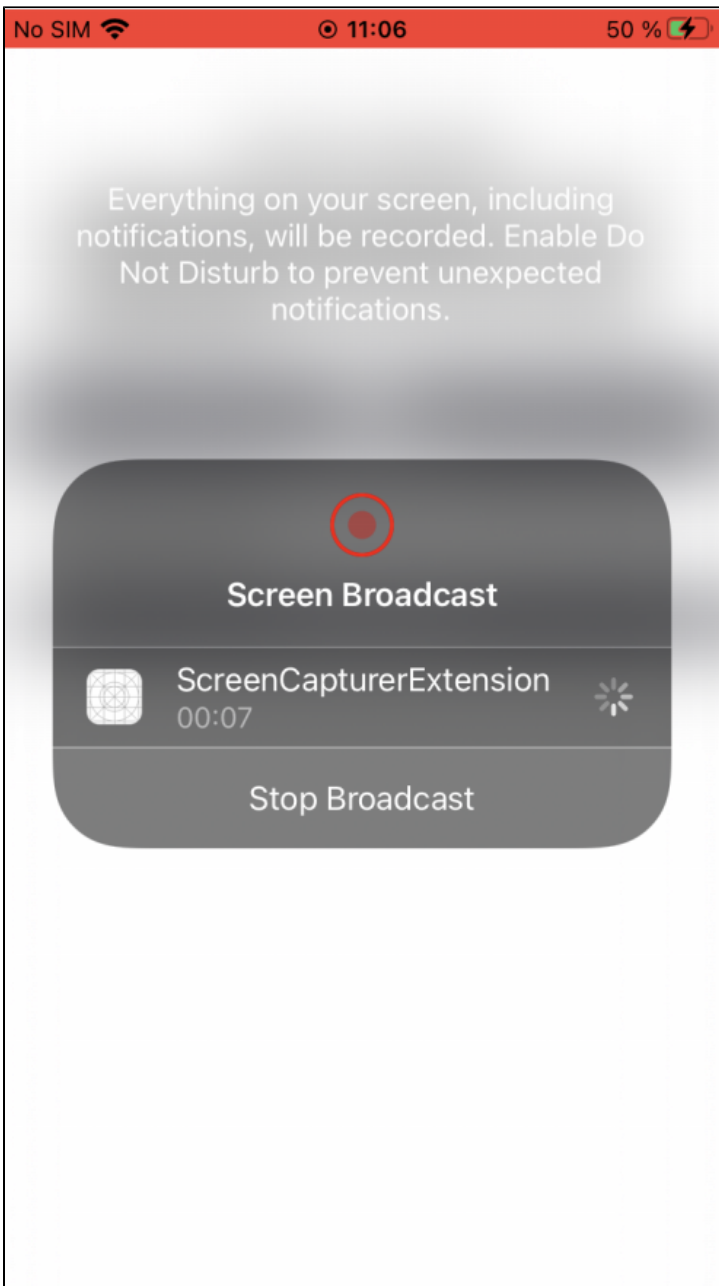 No SIM 11:06 50 %
Everything on your screen, including
notifications, will be recorded. Enable Do
Not Disturb to prevent unexpected
notifications.
Screen Broadcast
ScreenCapturerExtension
00:07
Stop Broadcast